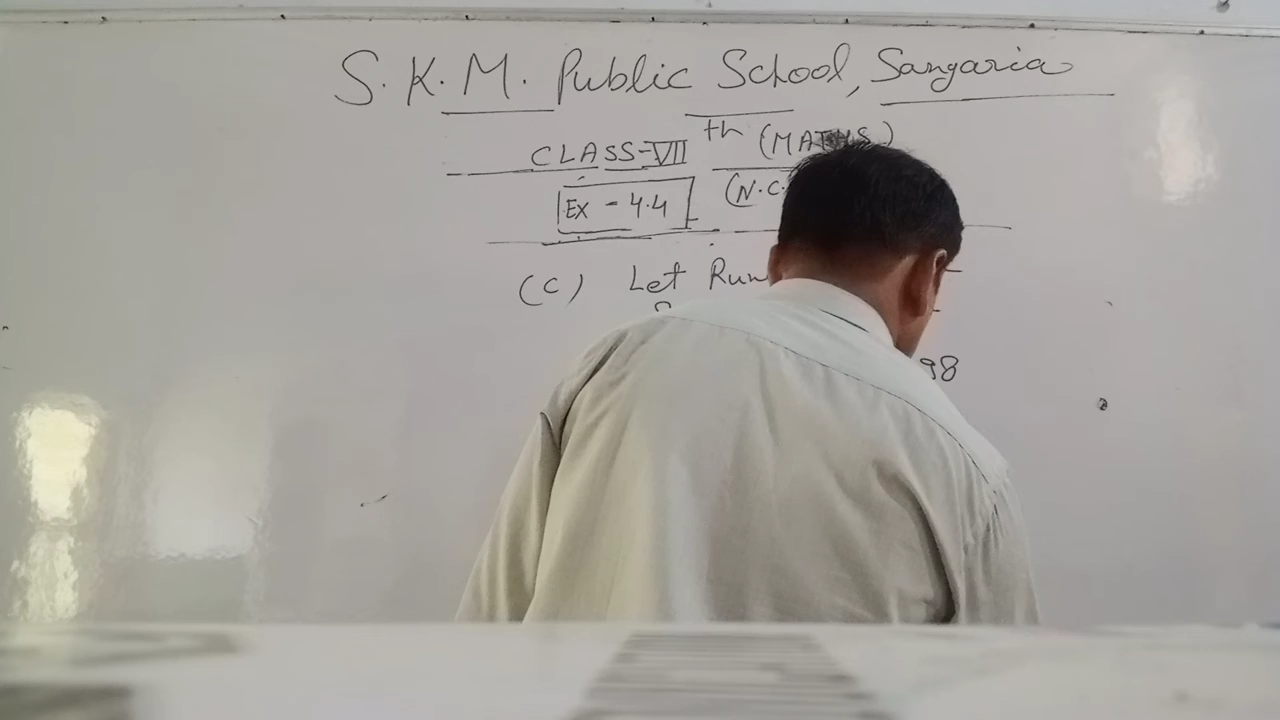 S.K.M. Public School, Sangaria
CLASS-VII th (MATHS)
Ex - 4.4 (N.C.
(C) Let Run
98